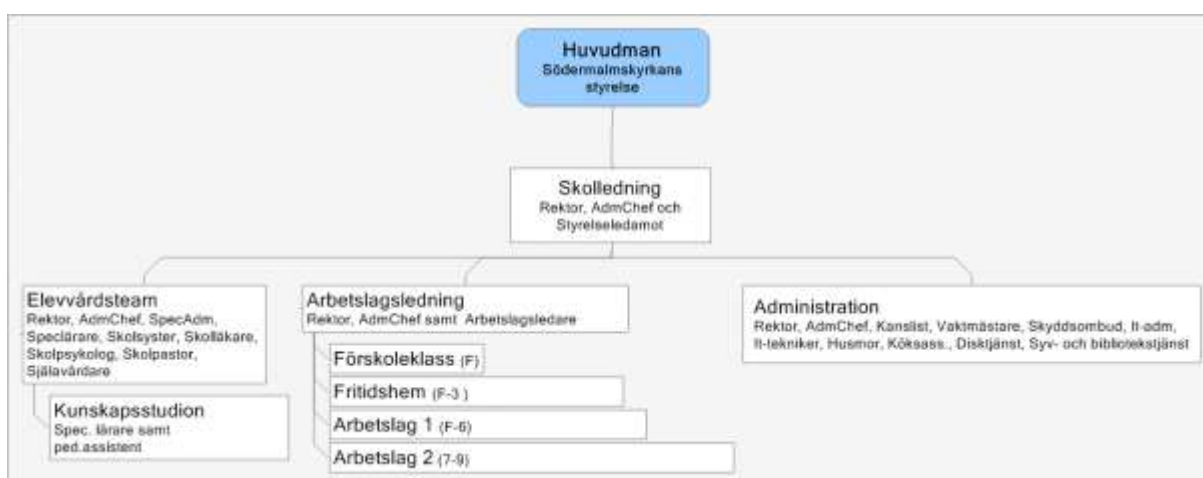 Huvudman
Södermalmskyrkans
styrelse
Skolledning
Rektor, AdmChef och
Styrelseledamot
Elevvårdsteam
Rektor, AdmChef, SpecAdm,
Speclärare, Skolsyster, Skolläkare,
Skolpsykolog, Skolpastor,
Själavårdare
Kunskapsstudion
Spec. lärare samt
ped.assistent
Arbetslagsledning
Rektor, AdmChef samt Arbetslagsledare
Förskoleklass (F)
Fritidshem (F-3 )
Arbetslag 1 (F-6)
Arbetslag 2 (7-9)
Administration
Rektor, AdmChef, Kanslist, Vaktmästare, Skyddsombud, It-adm,
It-tekniker, Husmor, Köksass., Disktjänst, Syv- och bibliotekstjänst